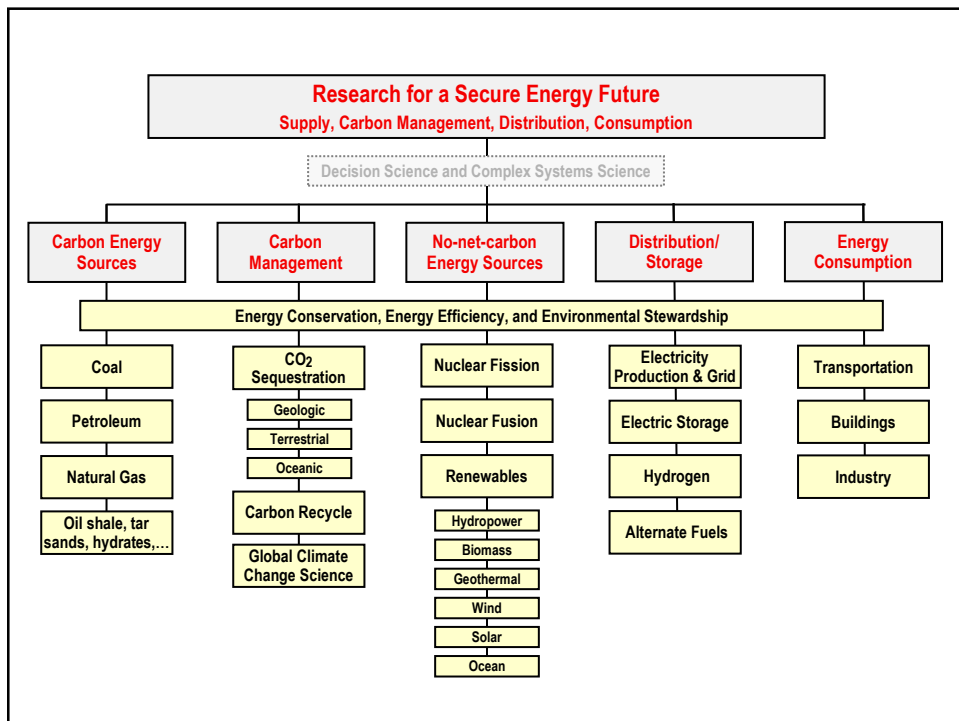 Research for a Secure Energy Future
Supply, Carbon Management, Distribution, Consumption
Decision Science and Complex Systems Science
Carbon Energy
Sources
Carbon
Management
No-net-carbon
Energy Sources
Distribution/
Storage
Energy
Consumption
Energy Conservation, Energy Efficiency, and Environmental Stewardship
Coal
Petroleum
Natural Gas
Oil shale, tar
sands, hydrates,…
CO2
Sequestration
Geologic
Terrestrial
Oceanic
Carbon Recycle
Global Climate
Change Science
Nuclear Fission
Nuclear Fusion
Renewables
Hydropower
Biomass
Geothermal
Wind
Solar
Ocean
Electricity
Production & Grid
Electric Storage
Hydrogen
Alternate Fuels
Transportation
Buildings
Industry